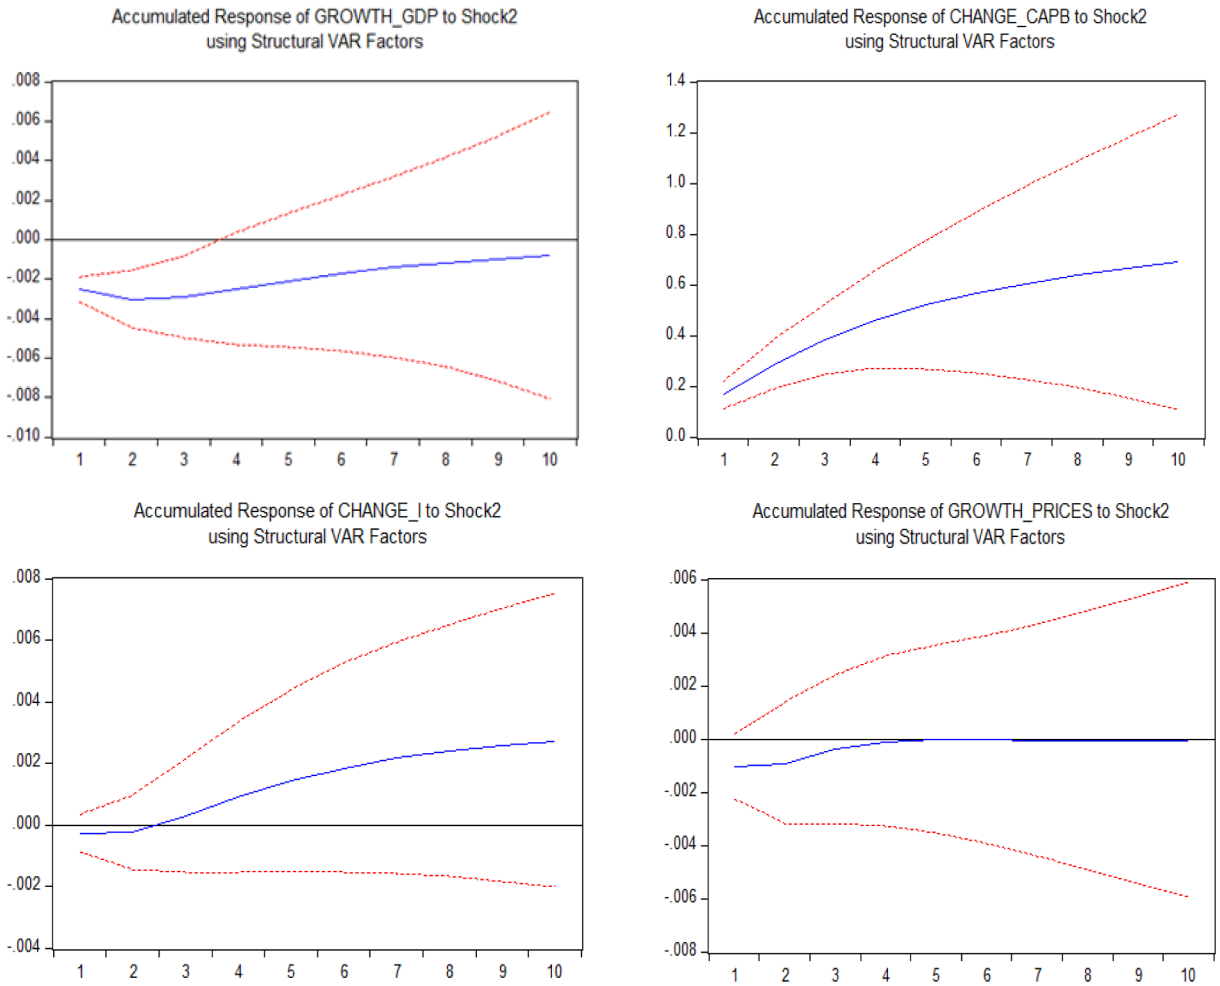 Accumulated Response of GROWTH_GDP to Shock2
using Structural VAR Factors
.008
.006
.004
.002
.000
-.002
-.004
-.006
-.008
-.010
1 2 3 4 5 6 7 8 9 10
Accumulated Response of CHANGE_CAPB to Shock2
using Structural VAR Factors
1.4
1.2
1.0
0.8
0.6
0.4
0.2
0.0
1 2 3 4 5 6 7 8 9 10
Accumulated Response of CHANGE_I to Shock2
using Structural VAR Factors
.008
.006
.004
.002
.000
-.002
-.004
1 2 3 4 5 6 7 8 9 10
Accumulated Response of GROWTH_PRICES to Shock2
using Structural VAR Factors
.006
.004
.002
.000
-.002
-.004
-.006
-.008
1 2 3 4 5 6 7 8 9 10